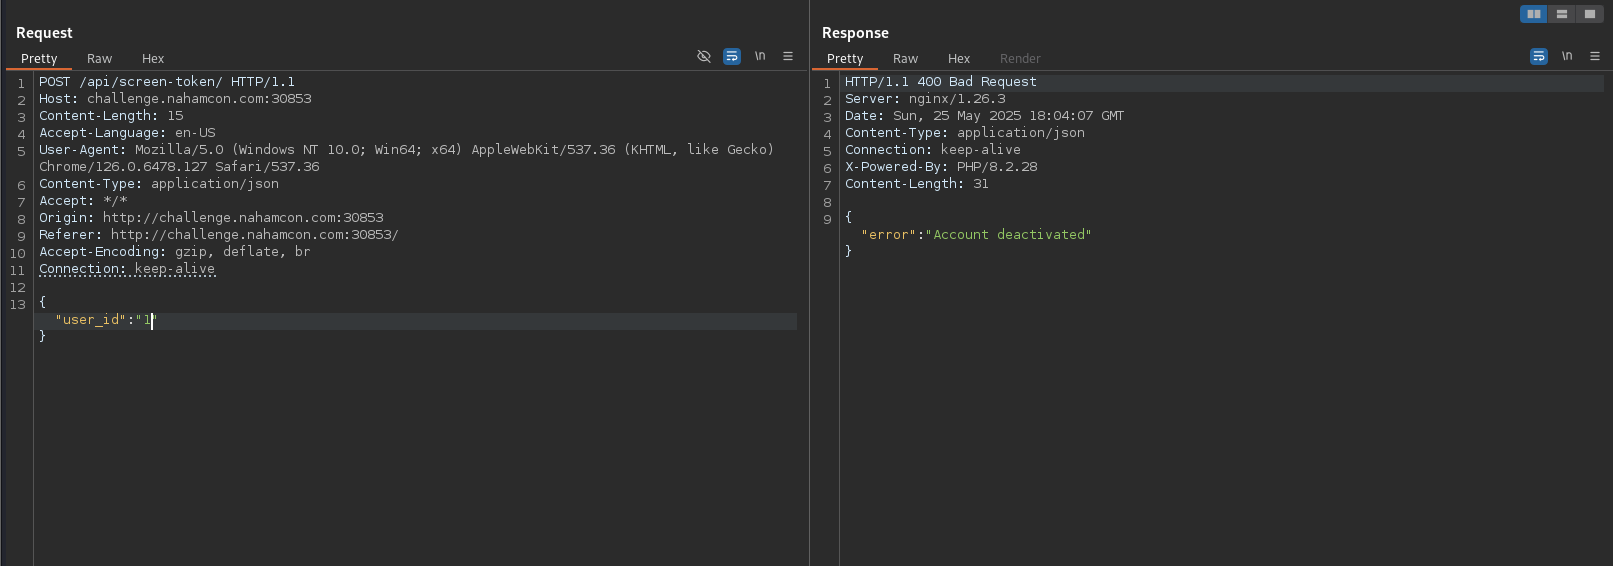 Request
Pretty Raw Hex \n
1 POST /api/screen-token/ HTTP/1.1
2 Host: challenge.nahamcon.com:30853
3 Content-Length: 15
4 Accept-Language: en-US
5 User-Agent: Mozilla/5.0 (Windows NT 10.0; Win64; x64) AppleWebKit/537.36 (KHTML, like Gecko)
Chrome/126.0.6478.127 Safari/537.36
6 Content-Type: application/json
7 Accept: */*
8 Origin: http://challenge.nahamcon.com:30853
9 Referer: http://challenge.nahamcon.com:30853/
10 Accept-Encoding: gzip, deflate, br
11 Connection: keep-alive
12
13 {
"user_id":"1"
}
Response
Pretty Raw Hex Render \n
1 HTTP/1.1 400 Bad Request
2 Server: nginx/1.26.3
3 Date: Sun, 25 May 2025 18:04:07 GMT
4 Content-Type: application/json
5 Connection: keep-alive
6 X-Powered-By: PHP/8.2.28
7 Content-Length: 31
8
9 {
"error":"Account deactivated"
}